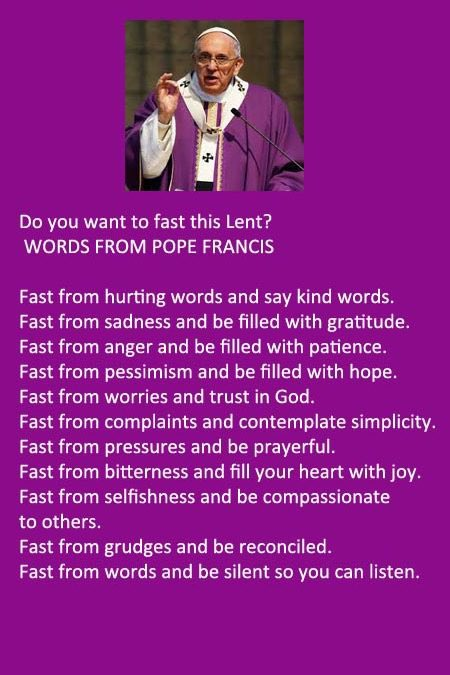 Do you want to fast this Lent?
WORDS FROM POPE FRANCIS
Fast from hurting words and say kind words.
Fast from sadness and be filled with gratitude.
Fast from anger and be filled with patience.
Fast from pessimism and be filled with hope.
Fast from worries and trust in God.
Fast from complaints and contemplate simplicity.
Fast from pressures and be prayerful.
Fast from bitterness and fill your heart with joy.
Fast from selfishness and be compassionate
to others.
Fast from grudges and be reconciled.
Fast from words and be silent so you can listen.